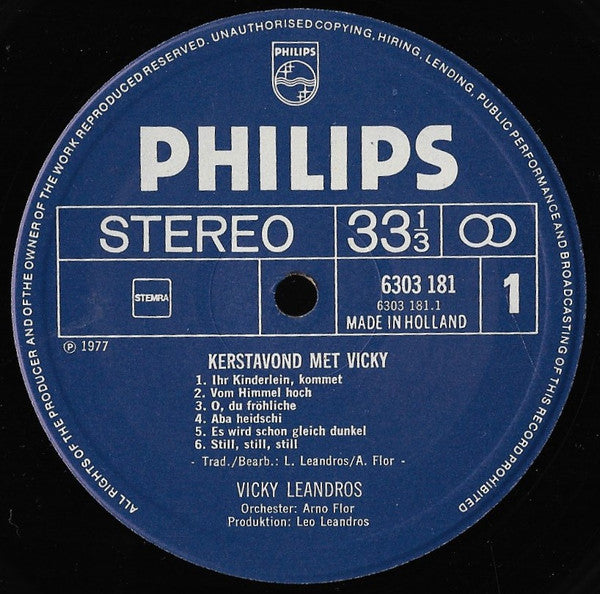 ALL RIGHTS OF THE PRODUCER AND OF THE OWNER OF THE WORK REPRODUCED RESERVED. UNAUTHORISED COPYING, HIRING, LENDING, PUBLIC PERFORMANCE AND BROADCASTING OF THIS RECORD PROHIBITED
PHILIPS
PHILIPS
STEREO
33 1/3
STEMRA
6303 181
6303 181.1
MADE IN HOLLAND
1
℗ 1977
KERSTAVOND MET VICKY
1. Ihr Kinderlein, kommet
2. Vom Himmel hoch
3. O, du fröhliche
4. Aba heidschi
5. Es wird schon gleich dunkel
6. Still, still, still
- Trad./Bearb.: L. Leandros/A. Flor -
VICKY LEANDROS
Orchester: Arno Flor
Produktion: Leo Leandros